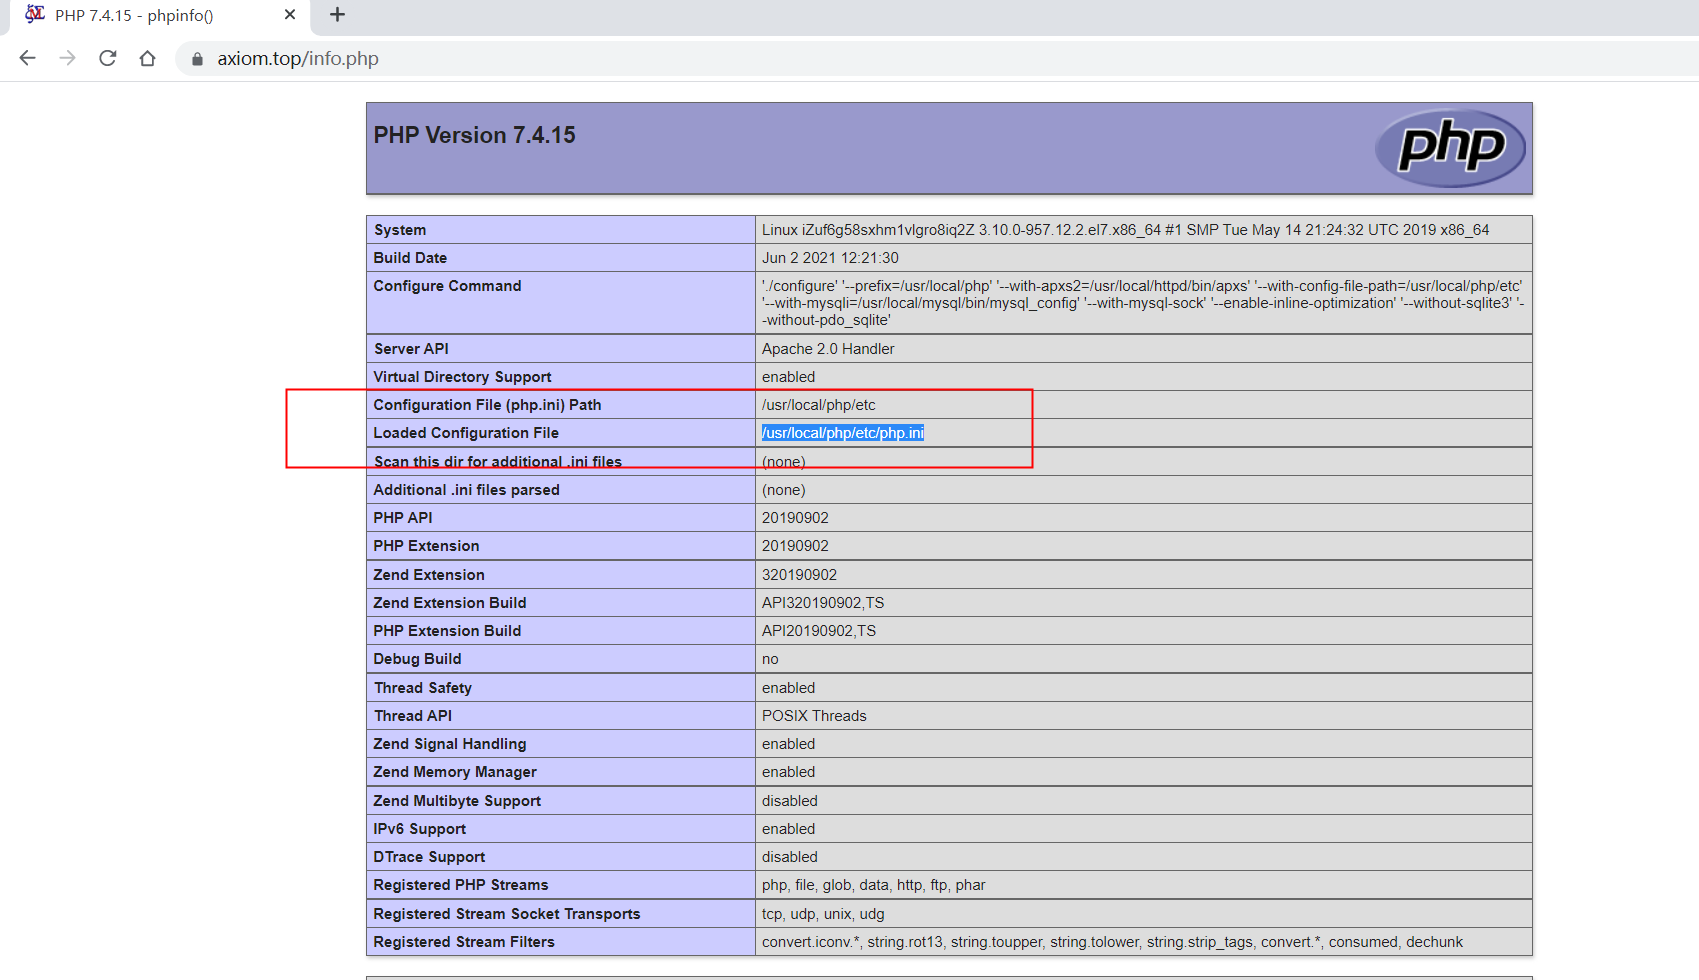 PHP 7.4.15 - phpinfo()
axiom.top/info.php
PHP Version 7.4.15
php
System Linux iZuf6g58sxhm1vlgro8iq2Z 3.10.0-957.12.2.el7.x86_64 #1 SMP Tue May 14 21:24:32 UTC 2019 x86_64
Build Date Jun 2 2021 12:21:30
Configure Command './configure' '--prefix=/usr/local/php' '--with-apxs2=/usr/local/httpd/bin/apxs' '--with-config-file-path=/usr/local/php/etc'
'--with-mysqli=/usr/local/mysql/bin/mysql_config' '--with-mysql-sock' '--enable-inline-optimization' '--without-sqlite3' '-
-without-pdo_sqlite'
Server API Apache 2.0 Handler
Virtual Directory Support enabled
Configuration File (php.ini) Path /usr/local/php/etc
Loaded Configuration File /usr/local/php/etc/php.ini
Scan this dir for additional .ini files (none)
Additional .ini files parsed (none)
PHP API 20190902
PHP Extension 20190902
Zend Extension 320190902
Zend Extension Build API320190902,TS
PHP Extension Build API20190902,TS
Debug Build no
Thread Safety enabled
Thread API POSIX Threads
Zend Signal Handling enabled
Zend Memory Manager enabled
Zend Multibyte Support disabled
IPv6 Support enabled
DTrace Support disabled
Registered PHP Streams php, file, glob, data, http, ftp, phar
Registered Stream Socket Transports tcp, udp, unix, udg
Registered Stream Filters convert.iconv.*, string.rot13, string.toupper, string.tolower, string.strip_tags, convert.*, consumed, dechunk